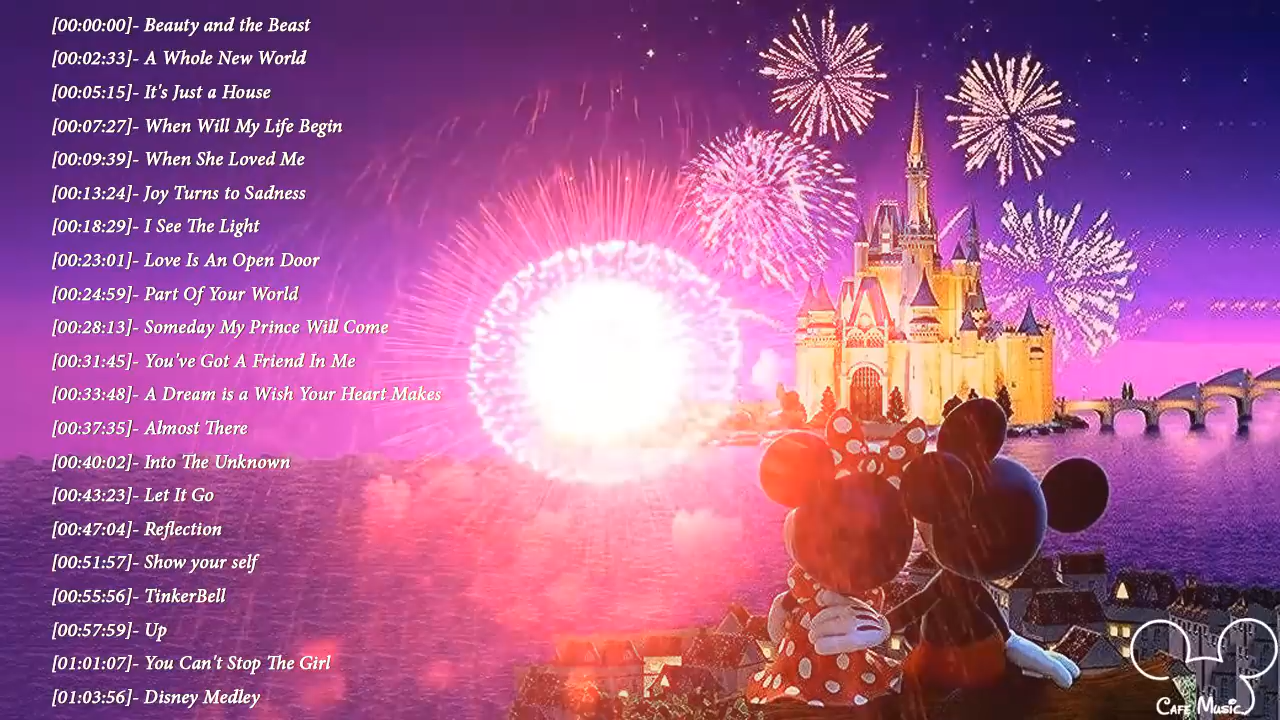 [00:00:00]- Beauty and the Beast
[00:02:33]- A Whole New World
[00:05:15]- It's Just a House
[00:07:27]- When Will My Life Begin
[00:09:39]- When She Loved Me
[00:13:24]- Joy Turns to Sadness
[00:18:29]- I See The Light
[00:23:01]- Love Is An Open Door
[00:24:59]- Part Of Your World
[00:28:13]- Someday My Prince Will Come
[00:31:45]- You've Got A Friend In Me
[00:33:48]- A Dream is a Wish Your Heart Makes
[00:37:35]- Almost There
[00:40:02]- Into The Unknown
[00:43:23]- Let It Go
[00:47:04]- Reflection
[00:51:57]- Show your self
[00:55:56]- TinkerBell
[00:57:59]- Up
[01:01:07]- You Can't Stop The Girl
[01:03:56]- Disney Medley
Cafe Music